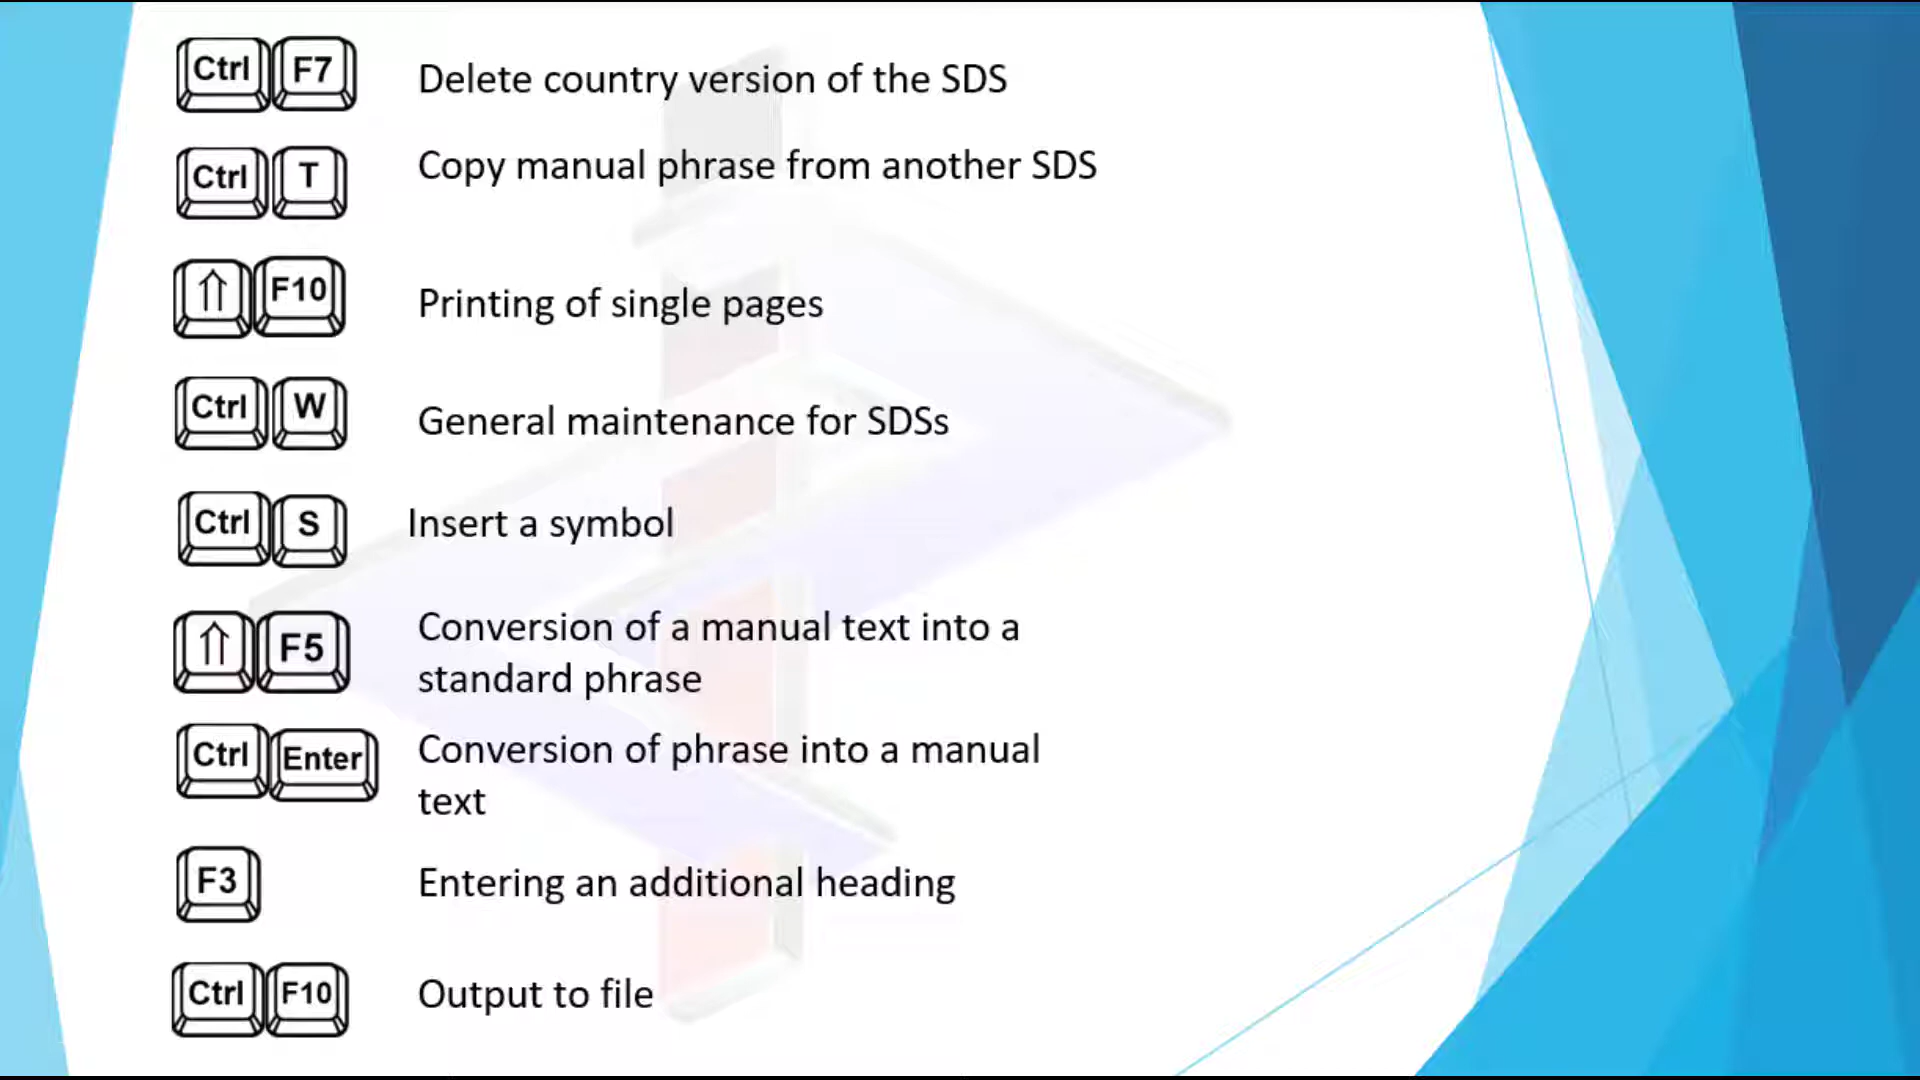 Ctrl F7 Delete country version of the SDS
Ctrl T Copy manual phrase from another SDS
⇑ F10 Printing of single pages
Ctrl W General maintenance for SDSs
Ctrl S Insert a symbol
⇑ F5 Conversion of a manual text into a
standard phrase
Ctrl Enter Conversion of phrase into a manual
text
F3 Entering an additional heading
Ctrl F10 Output to file